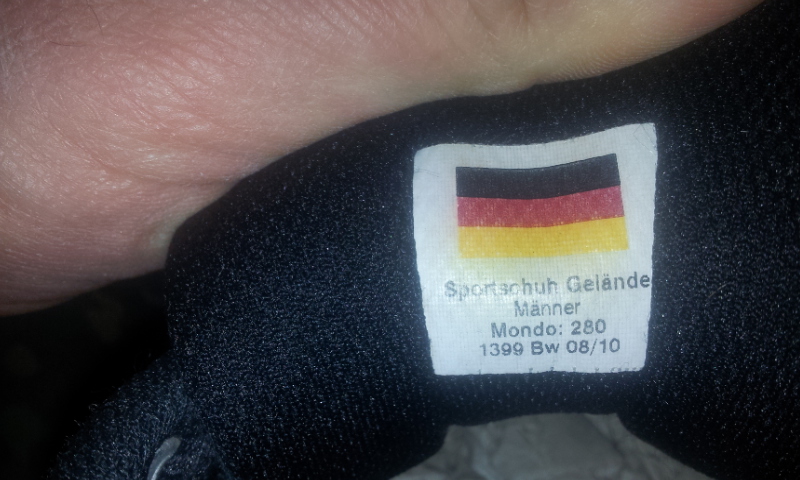 Sportschuh Gelände
Männer
Mondo: 280
1399 Bw 08/10